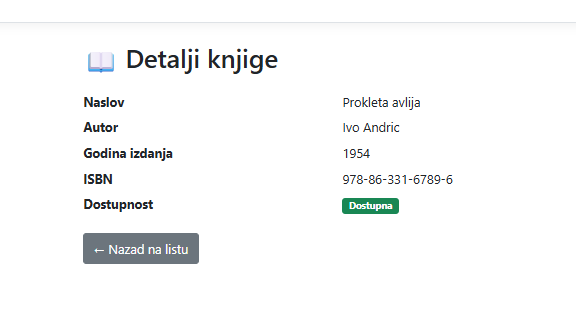 Detalji knjige
Naslov Prokleta avlija
Autor Ivo Andric
Godina izdanja 1954
ISBN 978-86-331-6789-6
Dostupnost Dostupna
← Nazad na listu